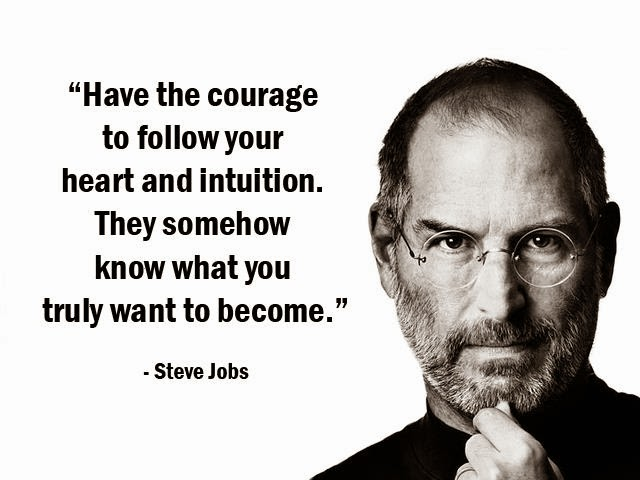 “Have the courage
to follow your
heart and intuition.
They somehow
know what you
truly want to become.”
- Steve Jobs